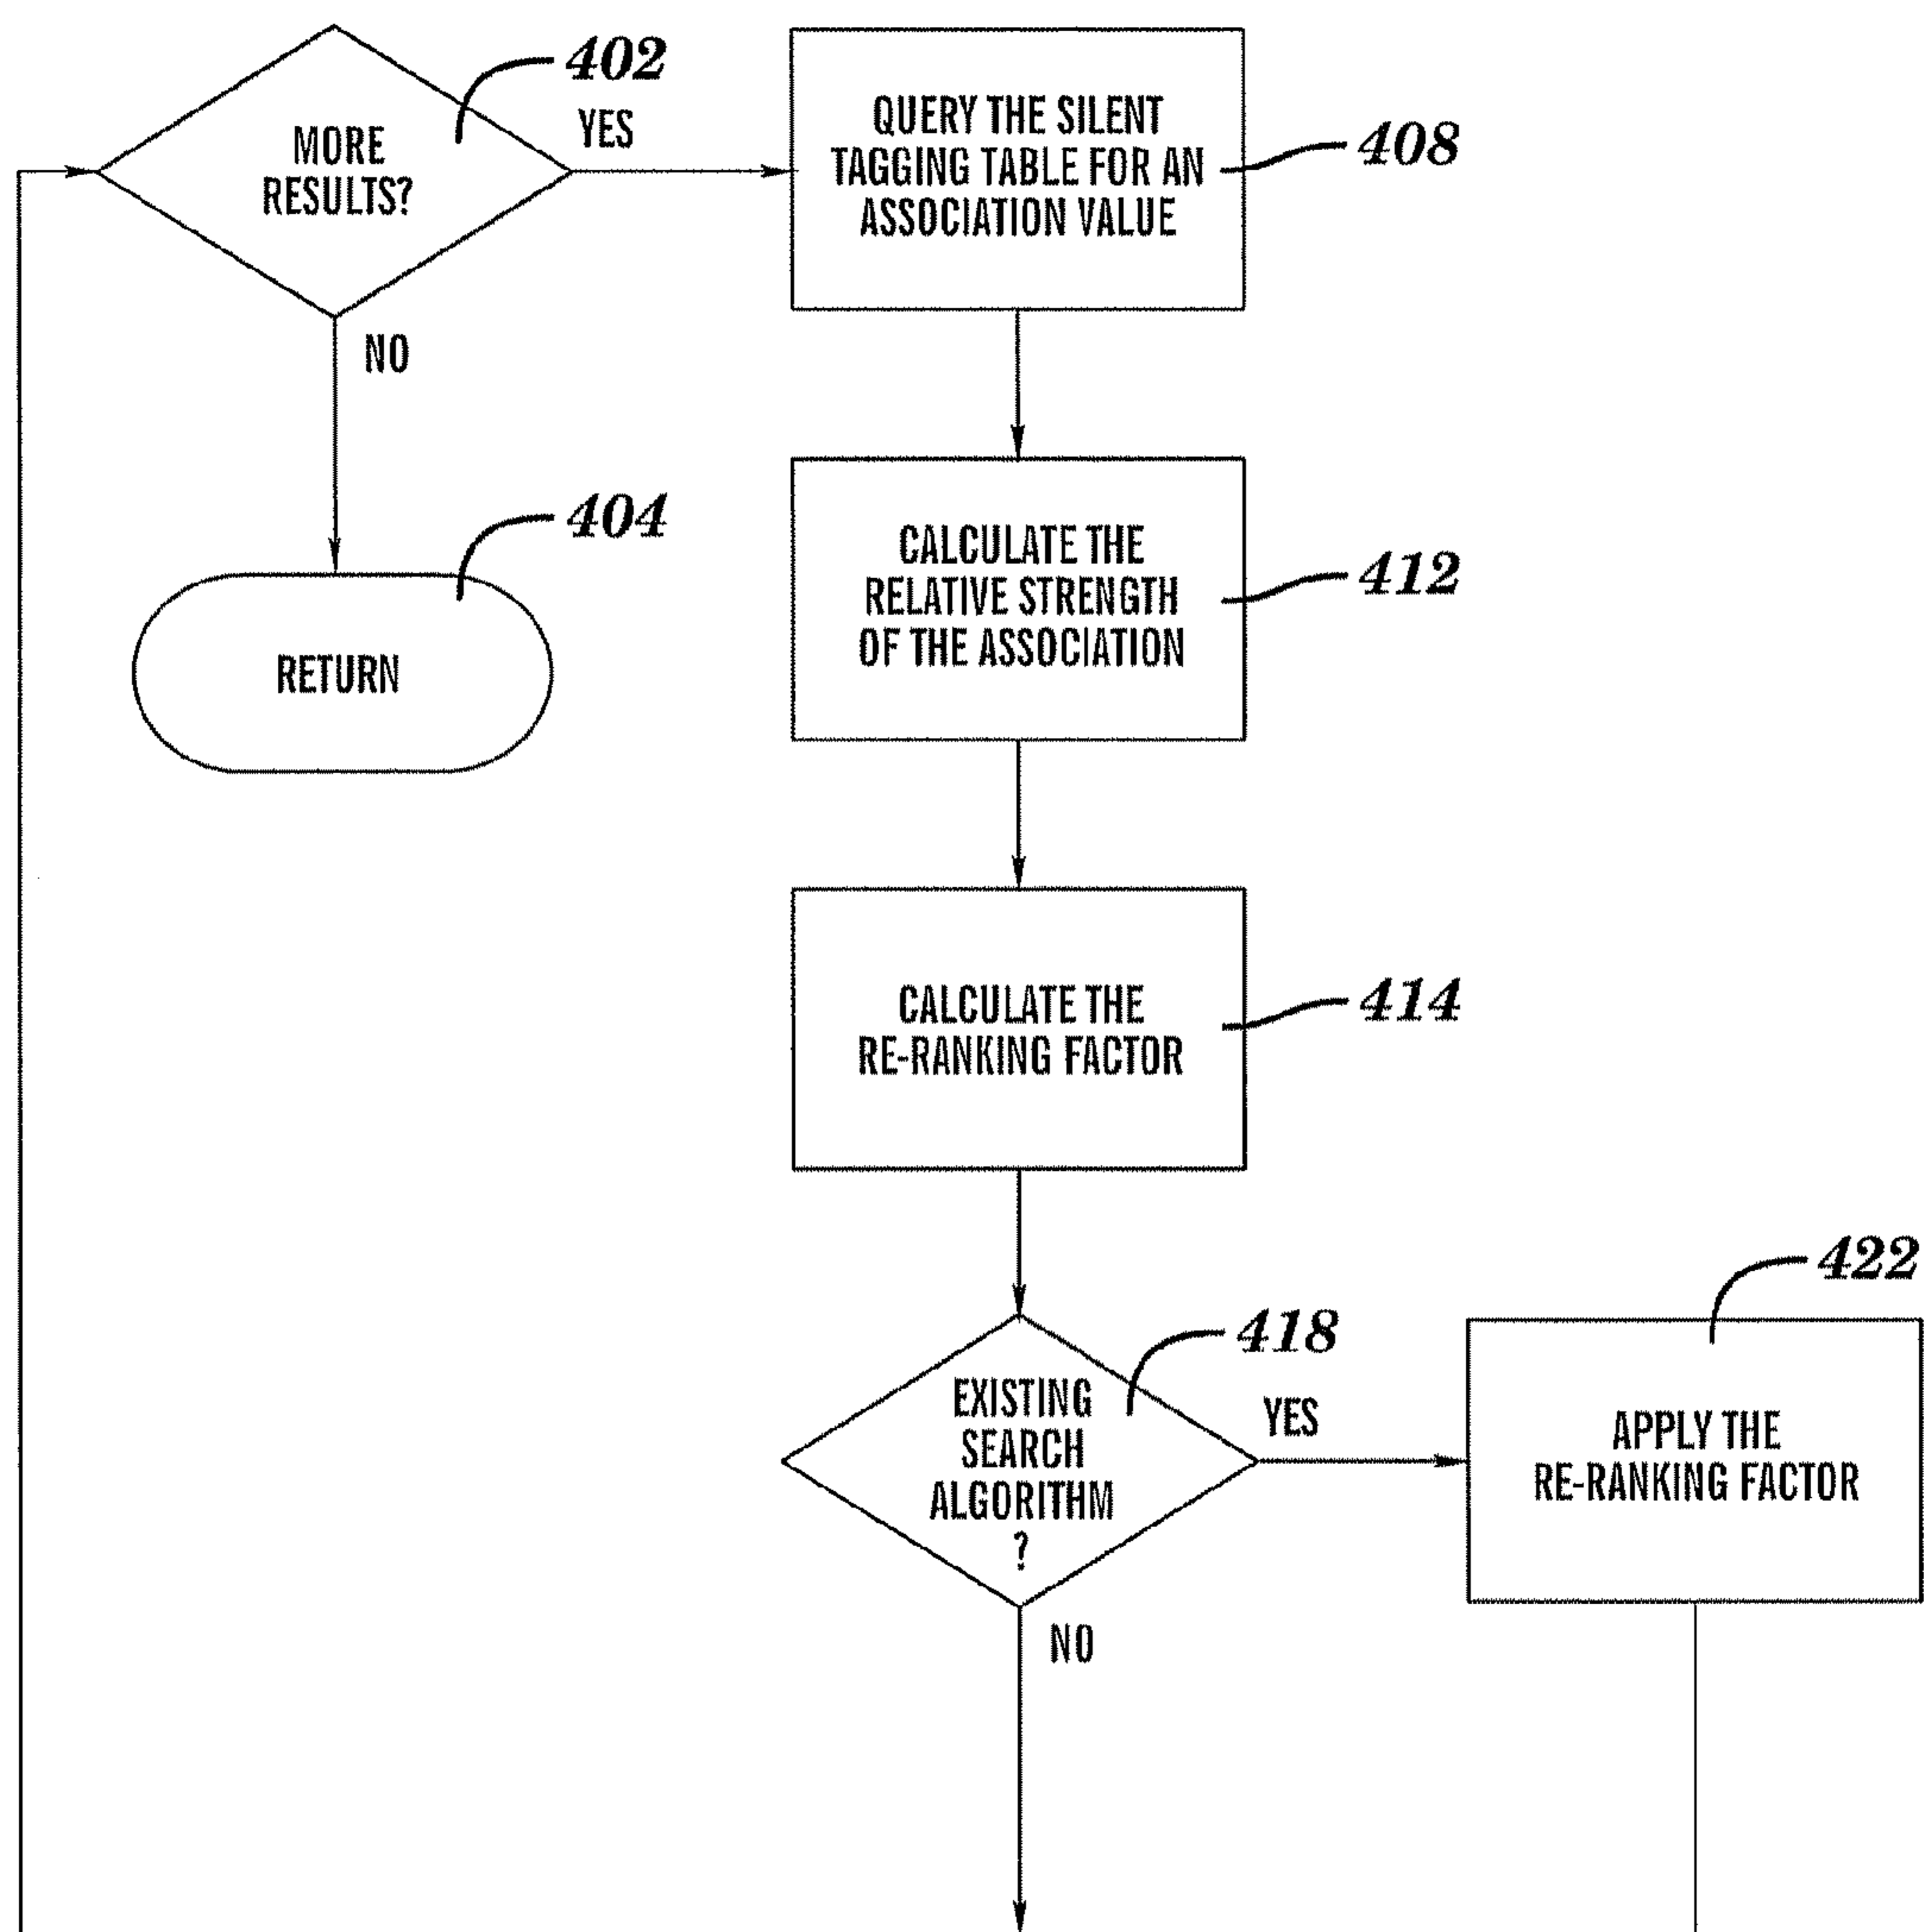 402
MORE
RESULTS?
YES
QUERY THE SILENT
TAGGING TABLE FOR AN
ASSOCIATION VALUE
408
NO
404
RETURN
CALCULATE THE
RELATIVE STRENGTH
OF THE ASSOCIATION
412
CALCULATE THE
RE-RANKING FACTOR
414
418
EXISTING
SEARCH
ALGORITHM
?
YES
422
APPLY THE
RE-RANKING FACTOR
NO